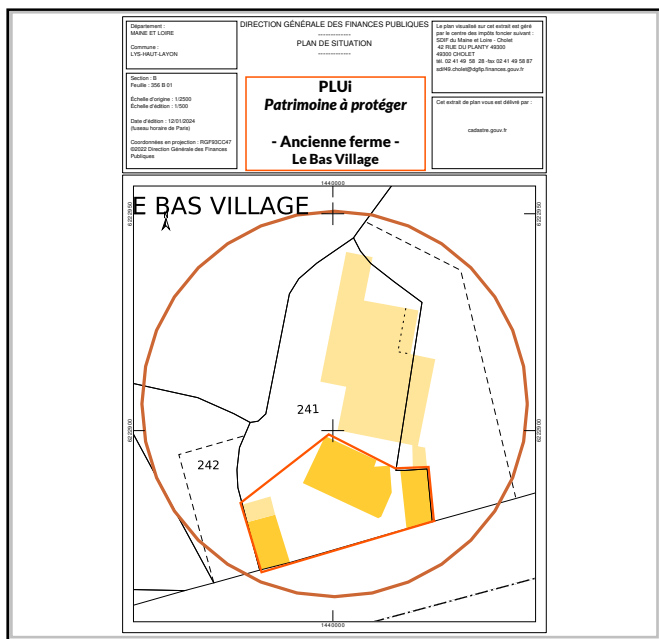 Département :
MAINE ET LOIRE
Commune :
LYS-HAUT-LAYON
Section : B
Feuille : 356 B 01
Échelle d'origine : 1/2500
Échelle d'édition : 1/500
Date d'édition : 12/01/2024
(fuseau horaire de Paris)
Coordonnées en projection : RGF93CC47
©2022 Direction Générale des Finances
Publiques
DIRECTION GÉNÉRALE DES FINANCES PUBLIQUES
-------------
PLAN DE SITUATION
-------------
PLUi
Patrimoine à protéger
- Ancienne ferme -
Le Bas Village
Le plan visualisé sur cet extrait est géré
par le centre des impôts foncier suivant :
SDIF du Maine et Loire - Cholet
42 RUE DU PLANTY 49300
49300 CHOLET
tél. 02 41 49 58 28 -fax 02 41 49 58 87
sdif49.cholet@dgfip.finances.gouv.fr
Cet extrait de plan vous est délivré par :
cadastre.gouv.fr
1440000
6222950
6222950
E BAS VILLAGE
241
6222900
6222900
242
1440000